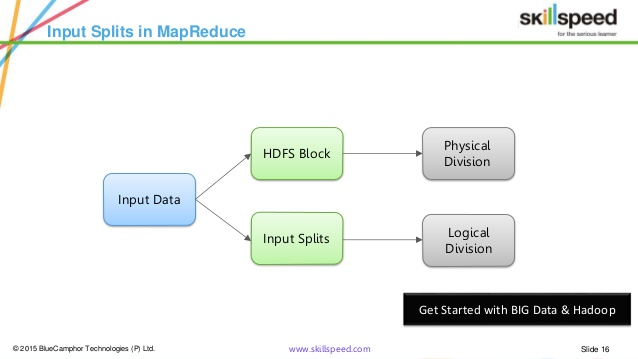 Input Splits in MapReduce
skillspeed
for the serious learner
HDFS Block
Physical
Division
Input Data
Input Splits
Logical
Division
Get Started with BIG Data & Hadoop
© 2015 BlueCamphor Technologies (P) Ltd.
www.skillspeed.com
Slide 16